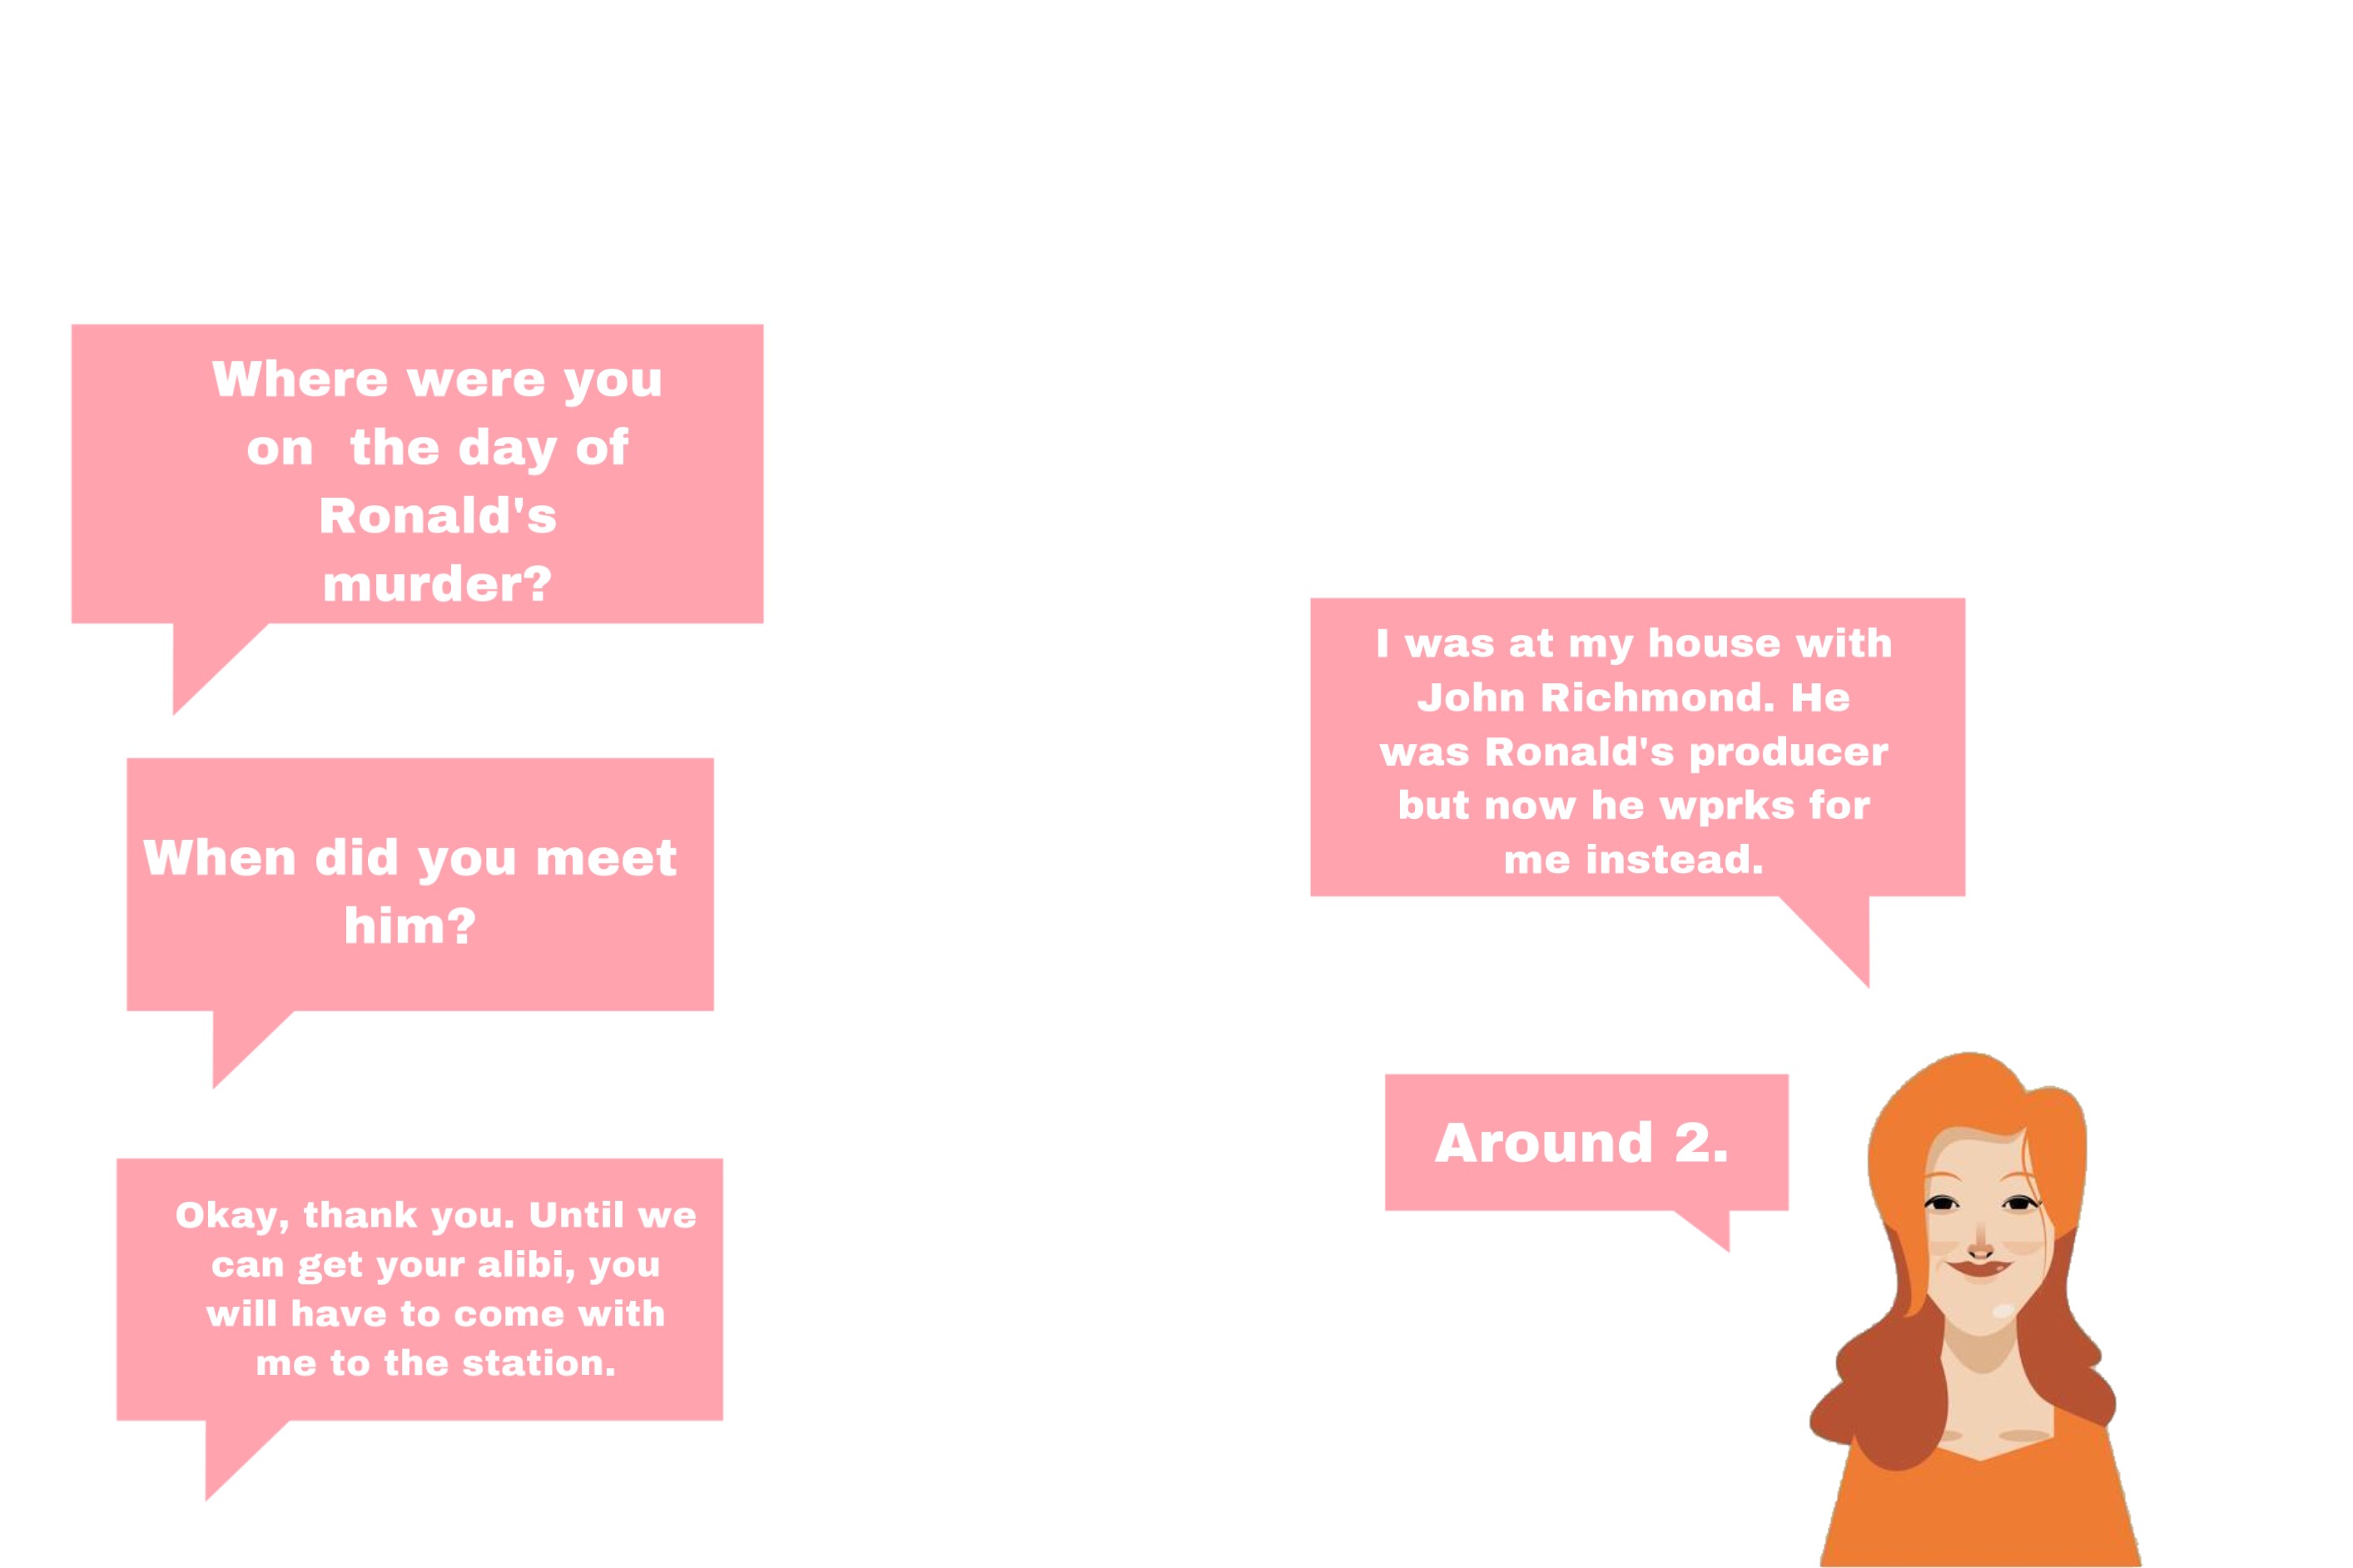 Where were you
on  the day of
Ronald's
murder?
I was at my house with
John Richmond. He
was Ronald's producer
but now he wprks for
me instead.
When did you meet
him?
Around 2.
Okay, thank you. Until we
can get your alibi, you
will have to come with
me to the station.